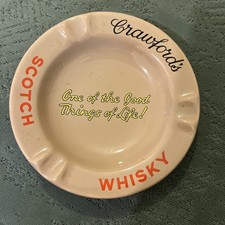 Crawford's
SCOTCH
One of the Good
Things of Life!
WHISKY